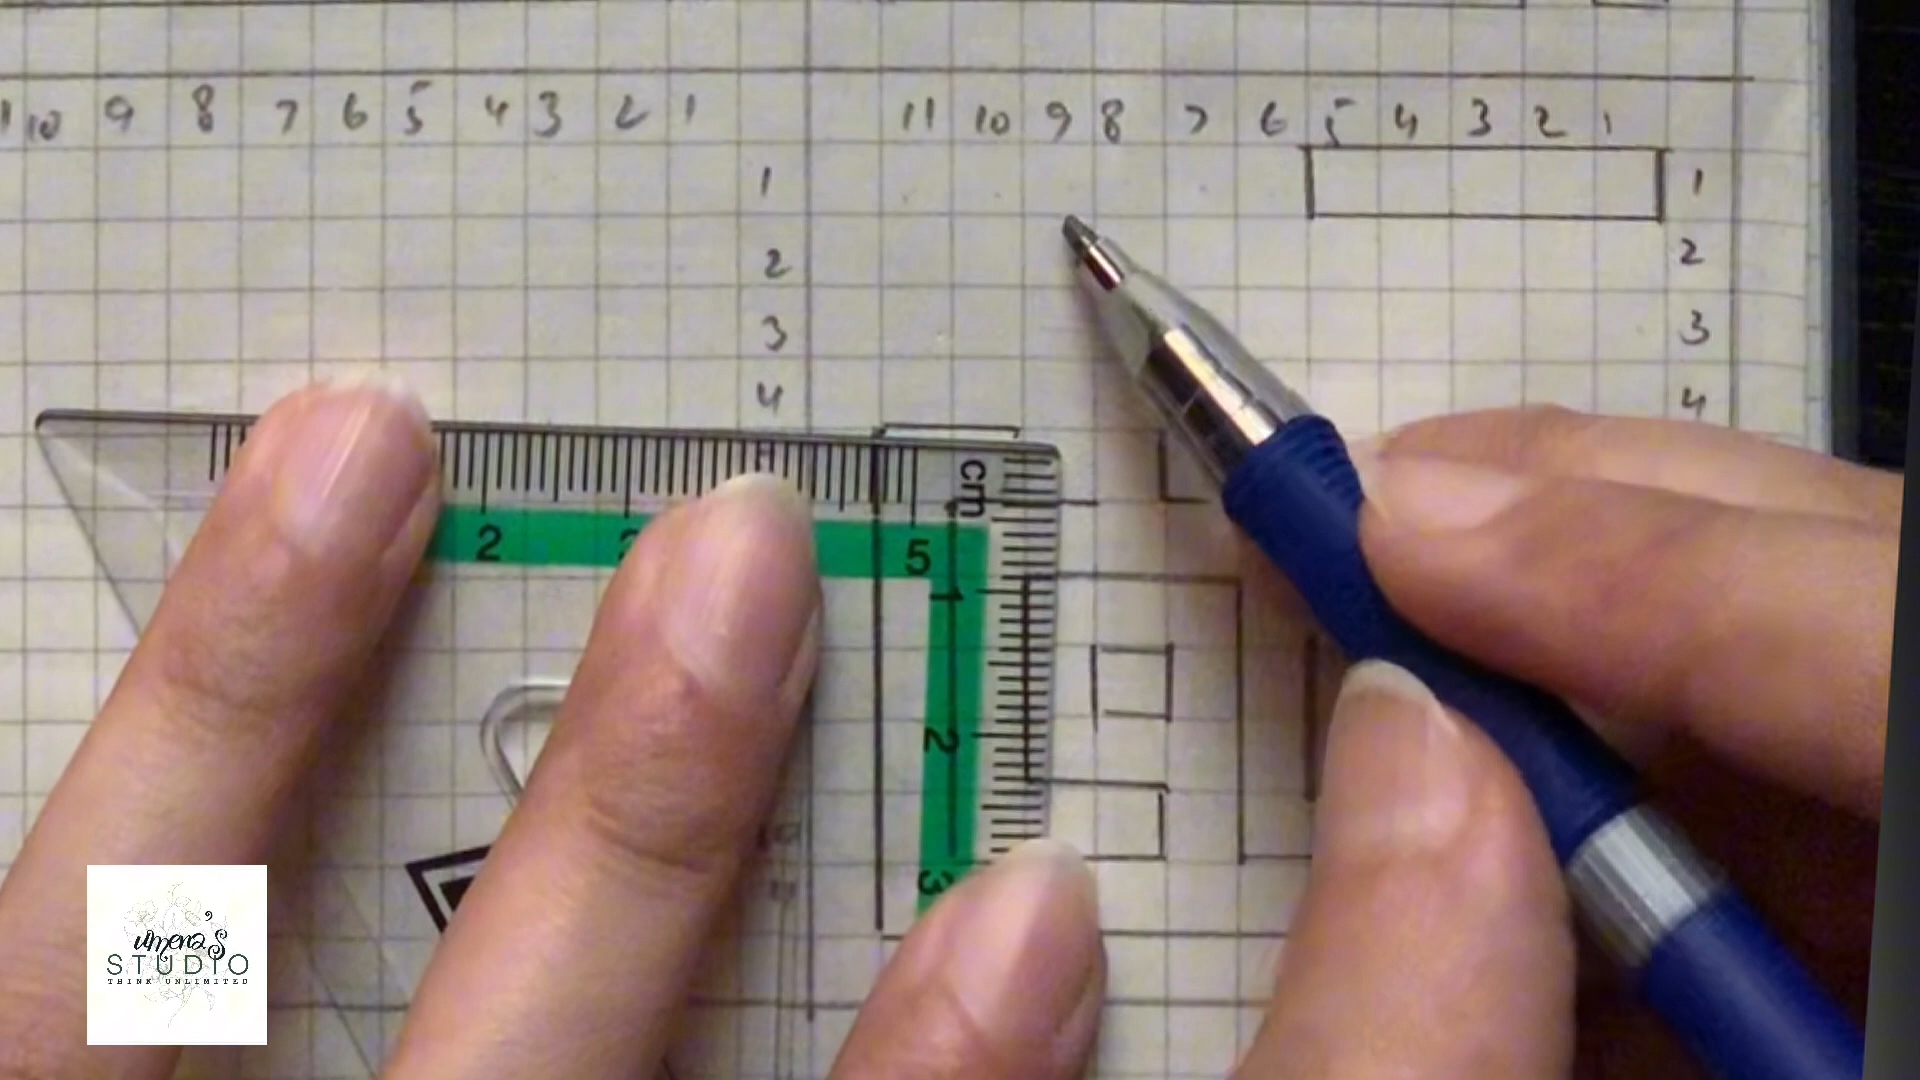 10 9 8 7 6 5 4 3 2 1
11 10 9 8 7 6 5 4 3 2 1
1 1
2 2
3 3
4 4
cm
2 5
1
2
3
umena's
STUDIO
THINK UNLIMITED